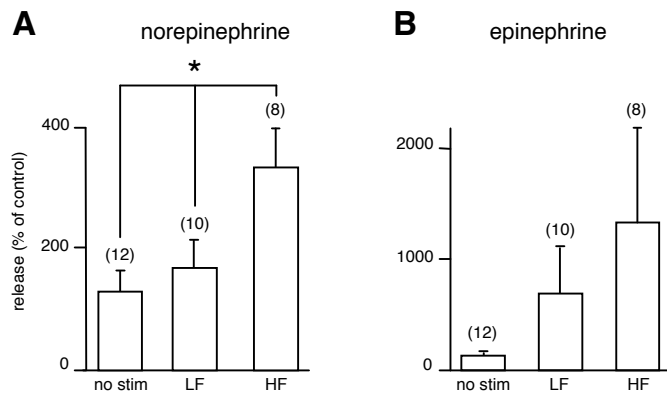 A
norepinephrine
*
(8)
400
(10)
200
(12)
0
release (% of control)
no stim LF HF
B
epinephrine
(8)
2000
(10)
1000
(12)
0
no stim LF HF